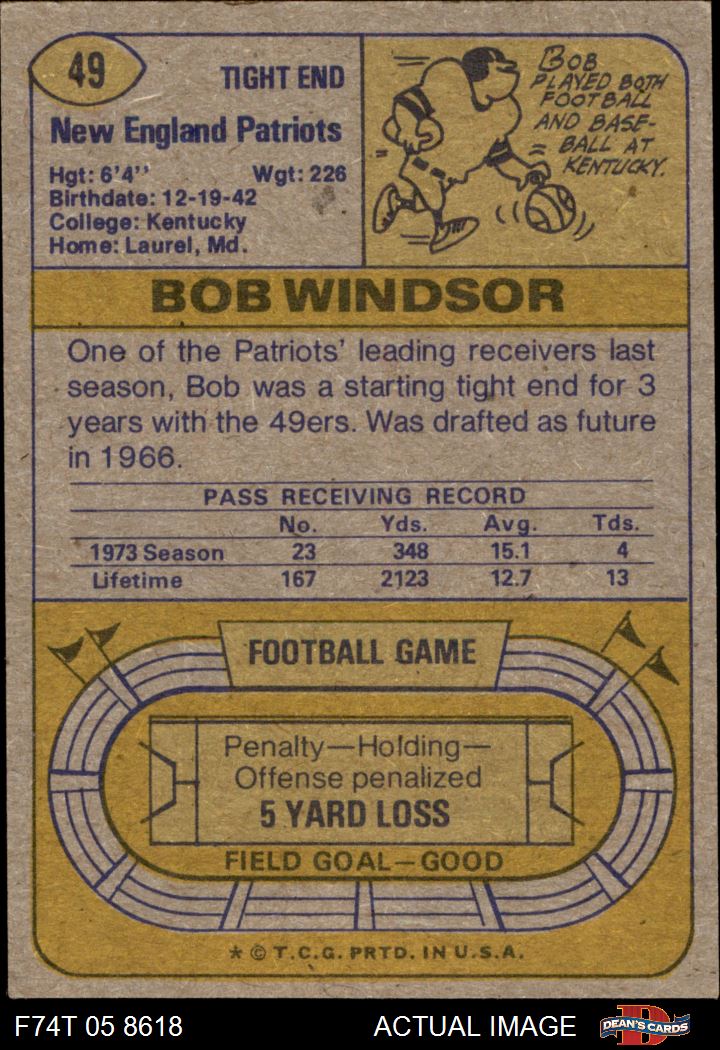 49
TIGHT END
New England Patriots
Hgt: 6'4'' Wgt: 226
Birthdate: 12-19-42
College: Kentucky
Home: Laurel, Md.
BOB
PLAYED BOTH
FOOTBALL
AND BASE-
BALL AT
KENTUCKY.
BOB WINDSOR
One of the Patriots' leading receivers last
season, Bob was a starting tight end for 3
years with the 49ers. Was drafted as future
in 1966.
PASS RECEIVING RECORD
No. Yds. Avg. Tds.
1973 Season 23 348 15.1 4
Lifetime 167 2123 12.7 13
FOOTBALL GAME
Penalty—Holding—
Offense penalized
5 YARD LOSS
FIELD GOAL—GOOD
* © T.C.G. PRTD. IN U.S.A.
F74T 05 8618 ACTUAL IMAGE DEAN'S CARDS